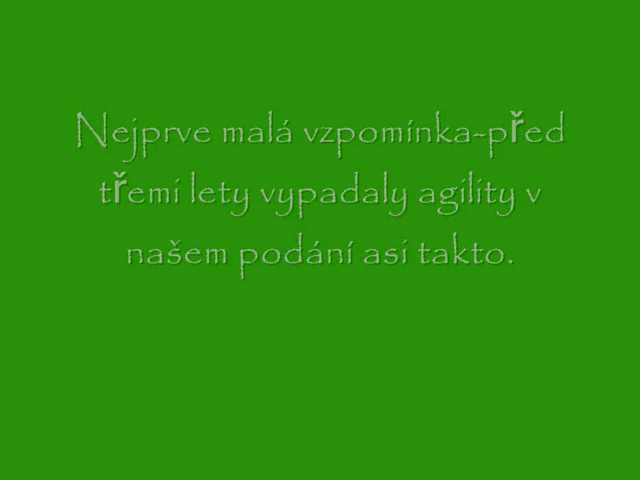 Nejprve malá vzpomínka-před
třemi lety vypadaly agility v
našem podání asi takto.